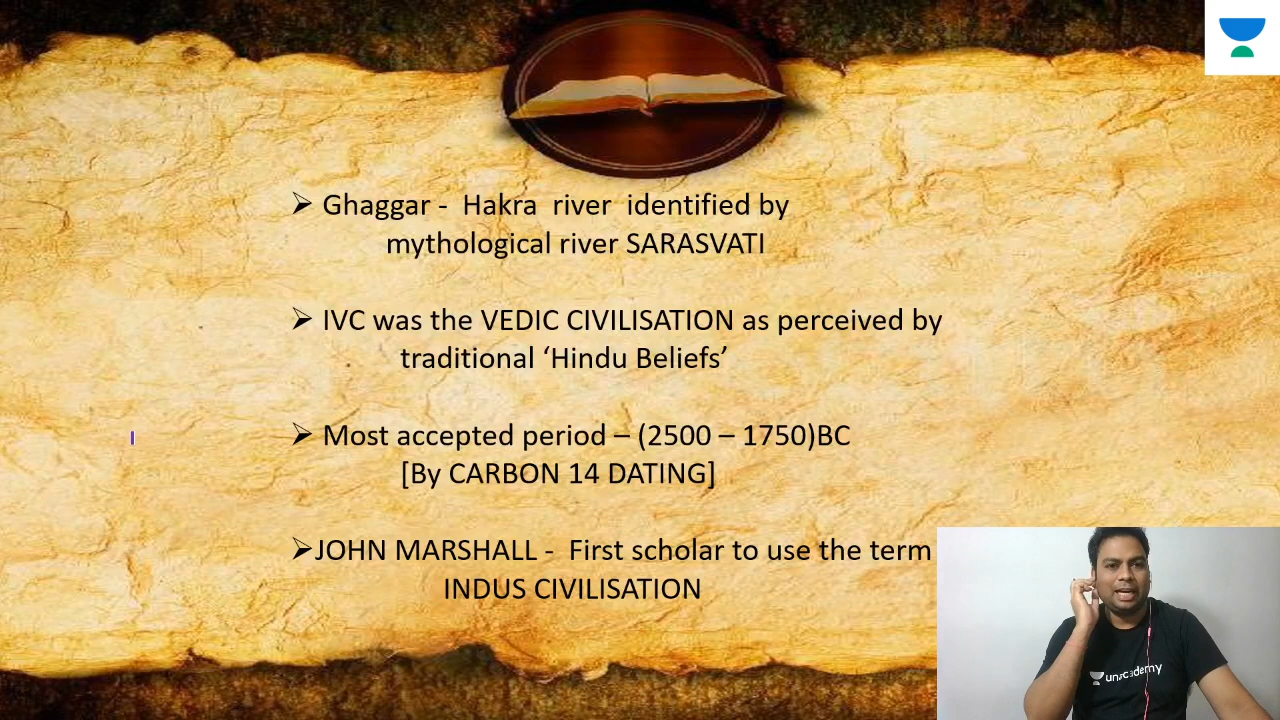 ➢ Ghaggar - Hakra river identified by
mythological river SARASVATI
➢ IVC was the VEDIC CIVILISATION as perceived by
traditional ‘Hindu Beliefs’
➢ Most accepted period – (2500 – 1750)BC
[By CARBON 14 DATING]
➢JOHN MARSHALL - First scholar to use the term
INDUS CIVILISATION
unacademy